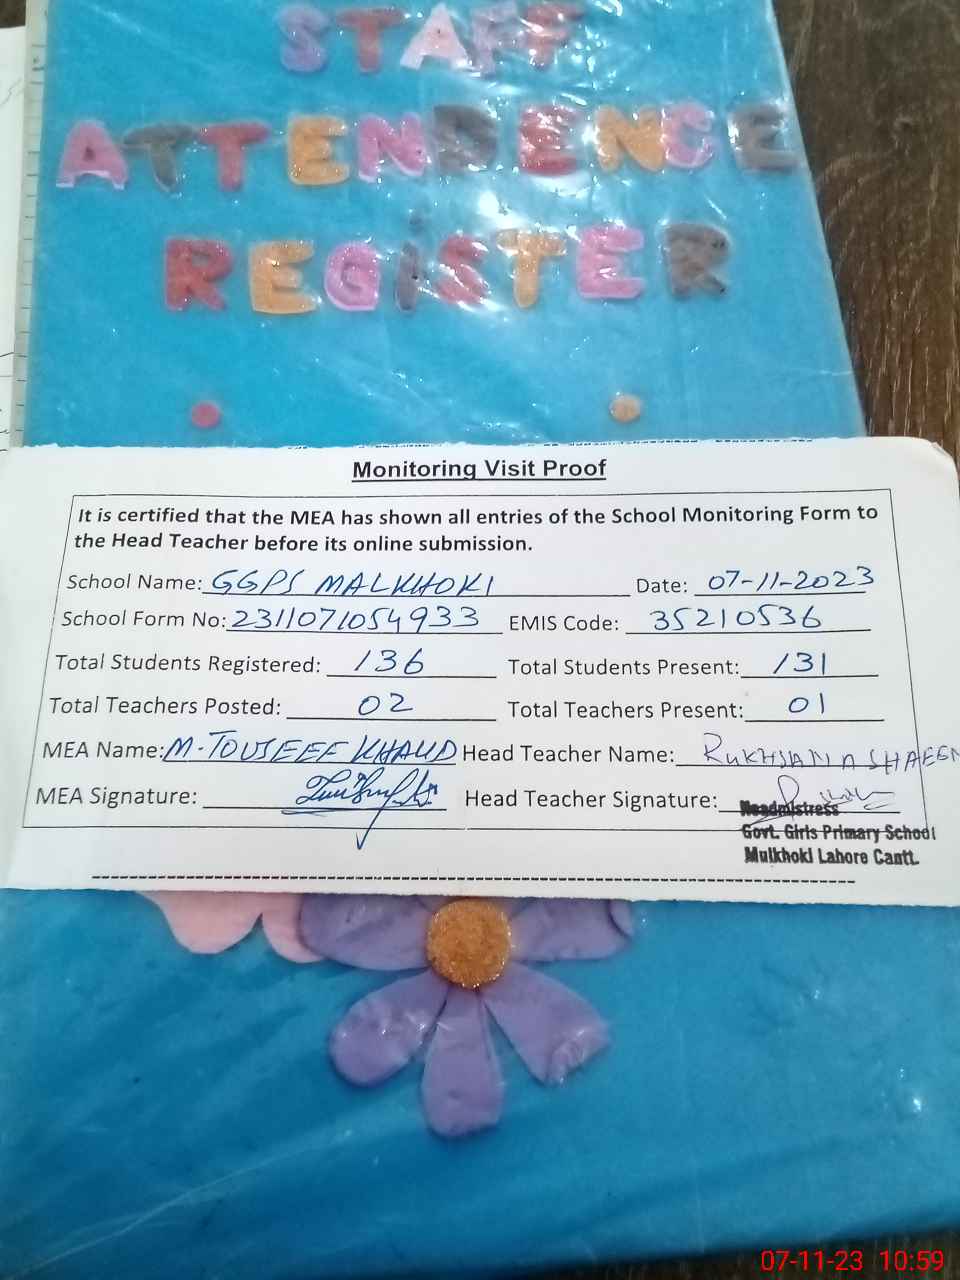 STAFF
ATTENDENCE
REGiSTER
Monitoring Visit Proof
It is certified that the MEA has shown all entries of the School Monitoring Form to
the Head Teacher before its online submission.
School Name: GGPS MALKHOKI Date: 07-11-2023
School Form No: 2311071054933 EMIS Code: 35210536
Total Students Registered: 136 Total Students Present: 131
Total Teachers Posted: 02 Total Teachers Present: 01
MEA Name: M-TOUSEEF KHALID Head Teacher Name: RUKHSANA SHAEEN
MEA Signature: Head Teacher Signature:
Headmistress
Govt. Girls Primary School
Mulkhoki Lahore Cantt.
07-11-23 10:59